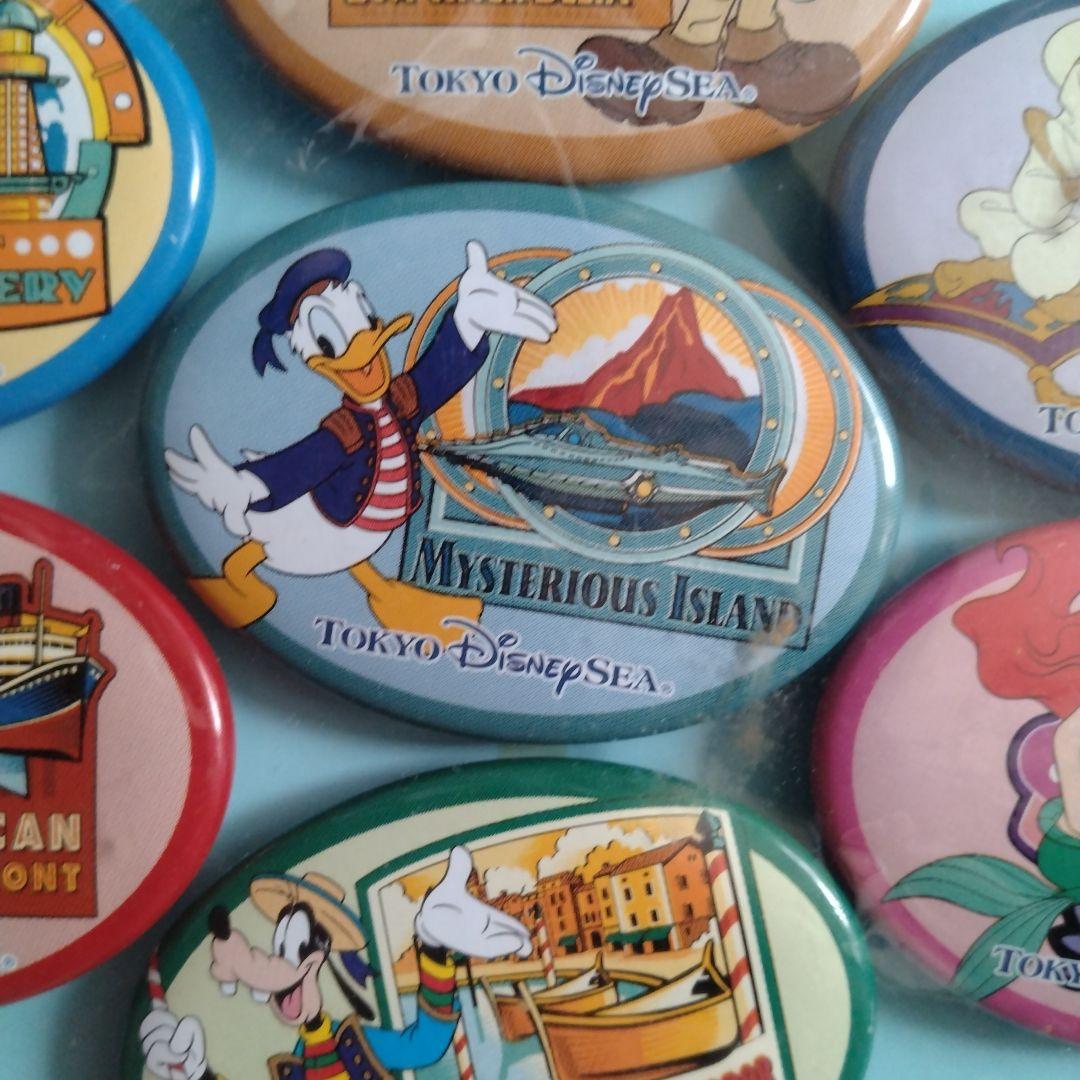 TOKYO DISNEYSEA®
ERY
MYSTERIOUS ISLAND
TOKYO DISNEYSEA®
CAN
ONT
TO
TOKY